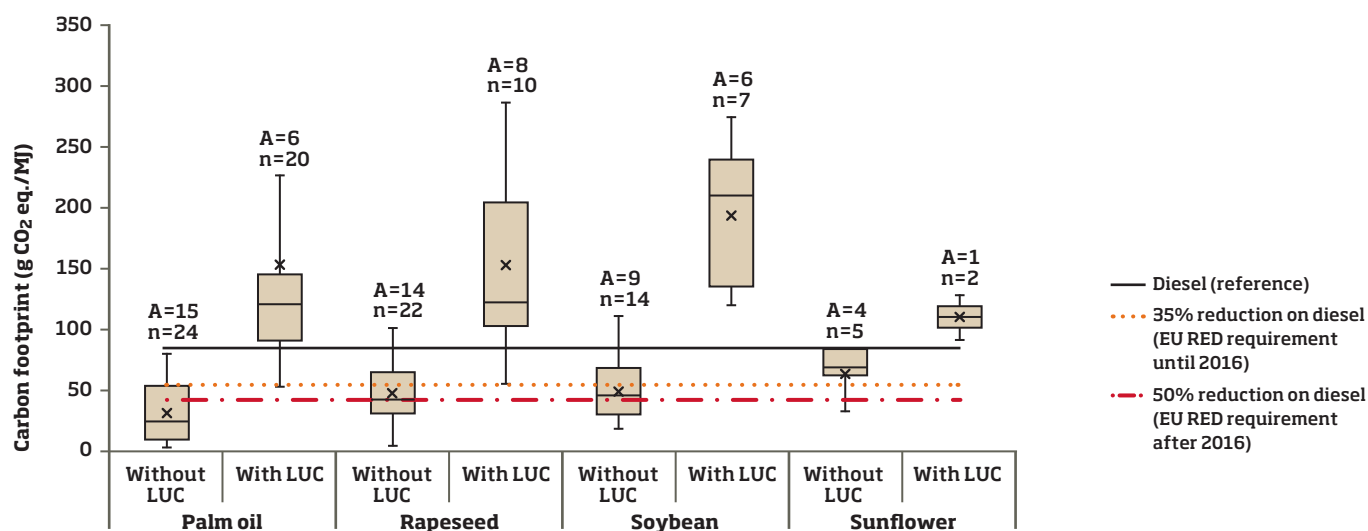 Carbon footprint (g CO₂ eq./MJ)
350
300
250
200
150
100
50
0
A=15
n=24
A=6
n=20
A=14
n=22
A=8
n=10
A=9
n=14
A=6
n=7
A=4
n=5
A=1
n=2
Without
LUC
With LUC
Without
LUC
With LUC
Without
LUC
With LUC
Without
LUC
With LUC
Palm oil
Rapeseed
Soybean
Sunflower
Diesel (reference)
35% reduction on diesel
(EU RED requirement
until 2016)
50% reduction on diesel
(EU RED requirement
after 2016)